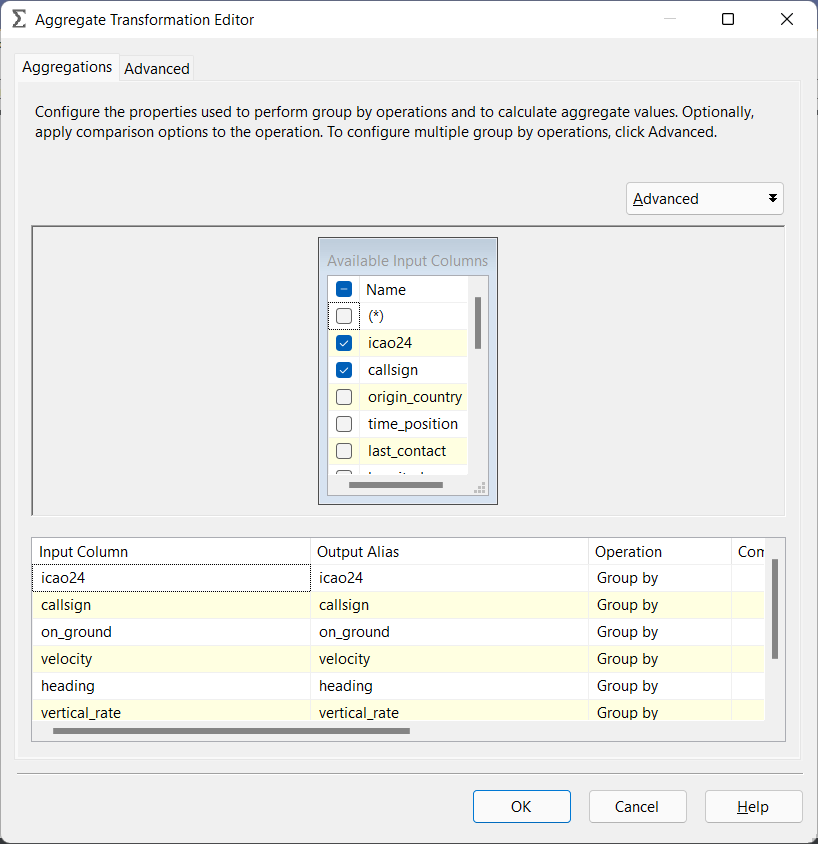 Aggregate Transformation Editor
Aggregations Advanced
Configure the properties used to perform group by operations and to calculate aggregate values. Optionally,
apply comparison options to the operation. To configure multiple group by operations, click Advanced.
Advanced
Available Input Columns
Name
(*)
icao24
callsign
origin_country
time_position
last_contact
Input Column Output Alias Operation
icao24 icao24 Group by
callsign callsign Group by
on_ground on_ground Group by
velocity velocity Group by
heading heading Group by
vertical_rate vertical_rate Group by
OK Cancel Help